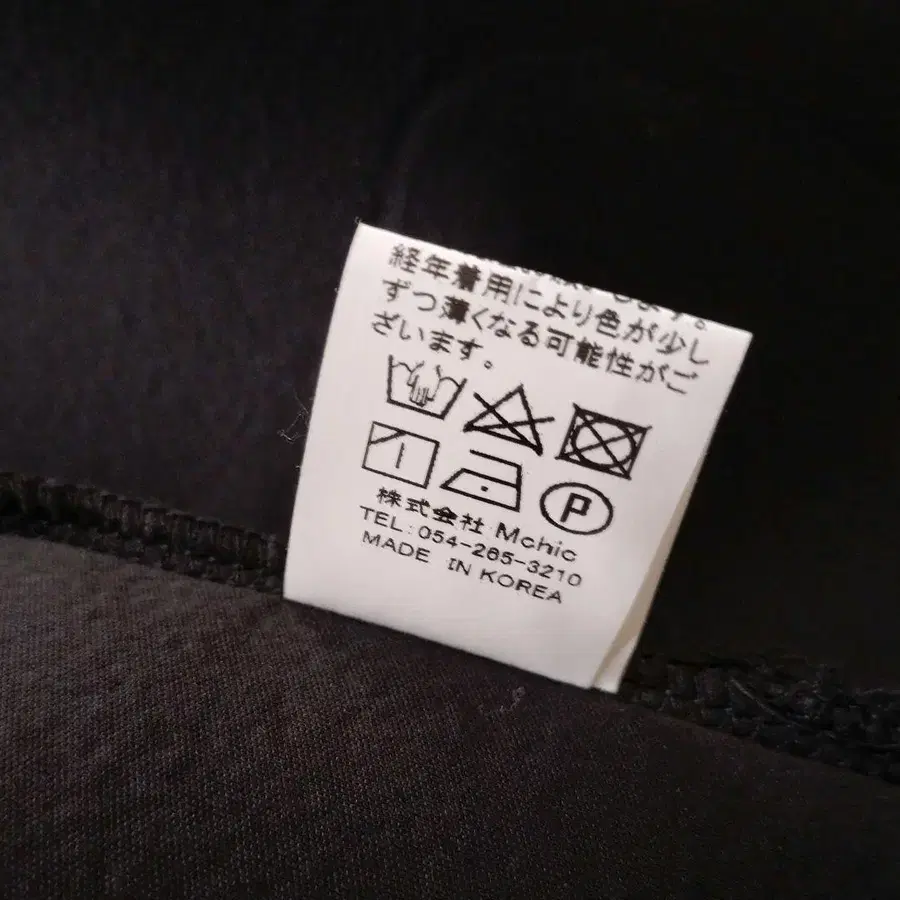 ます。
経年着用により色が少し
ずつ薄くなる可能性がご
ざいます。
P
株式会社 Mchic
TEL:054-265-3210
MADE IN KOREA